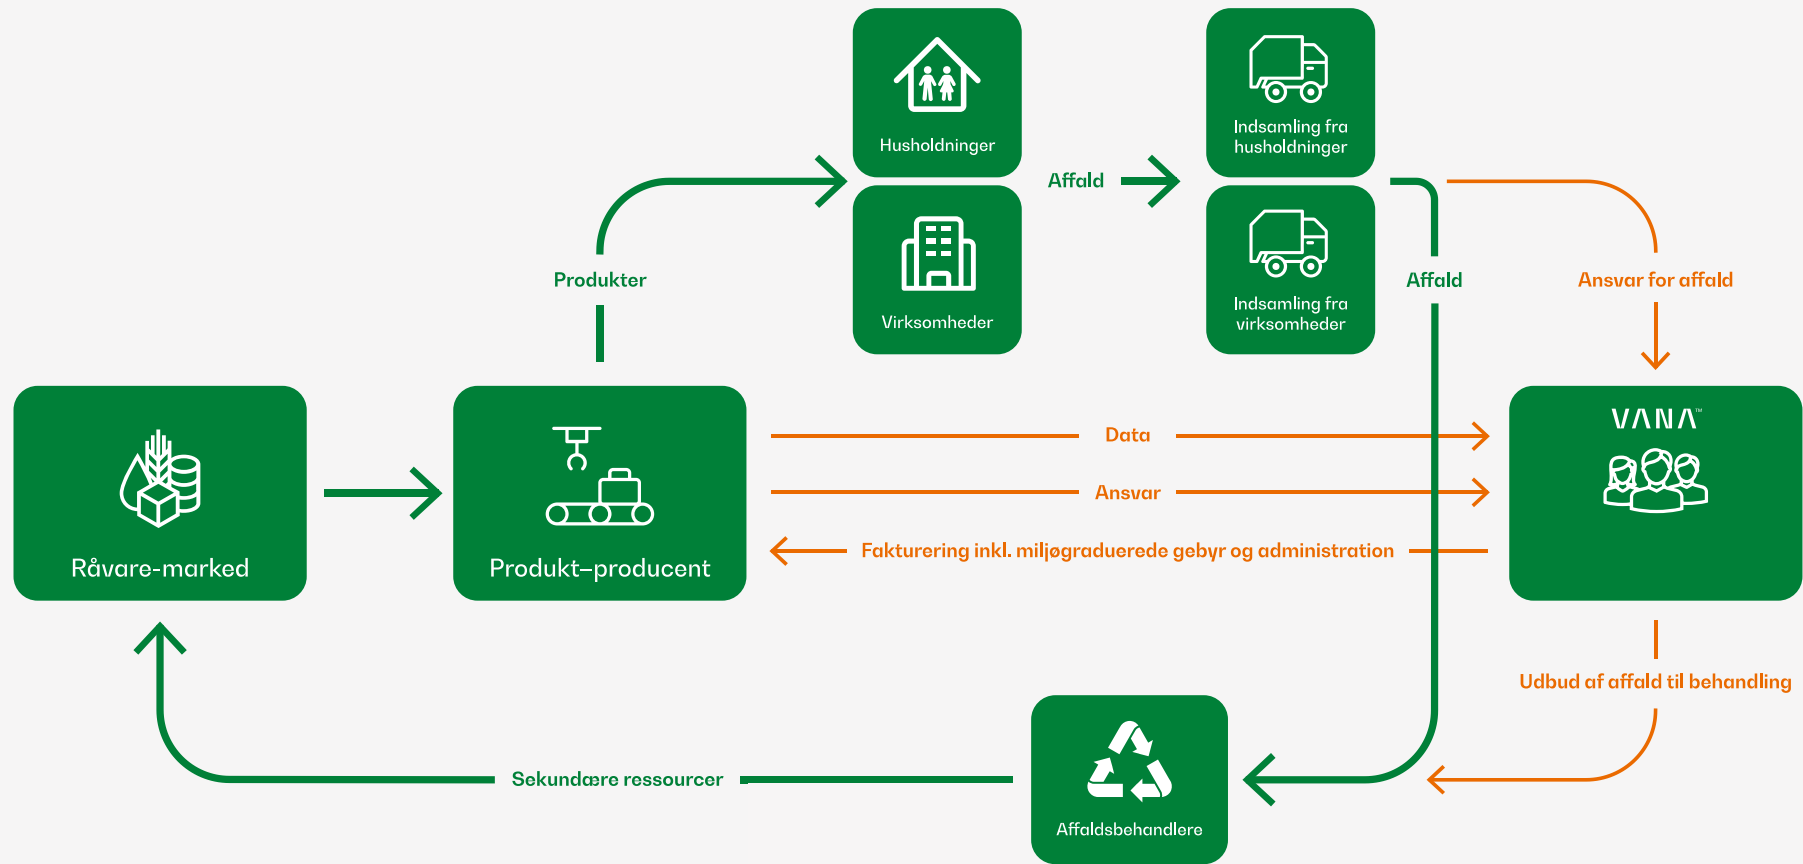 Husholdninger
Indsamling fra
husholdninger
Affald
Virksomheder
Indsamling fra
virksomheder
Produkter
Affald
Ansvar for affald
VANA™
Data
Ansvar
Fakturering inkl. miljøgraduerede gebyr og administration
Råvare-marked
Produkt–producent
Udbud af affald til behandling
Sekundære ressourcer
Affaldsbehandlere